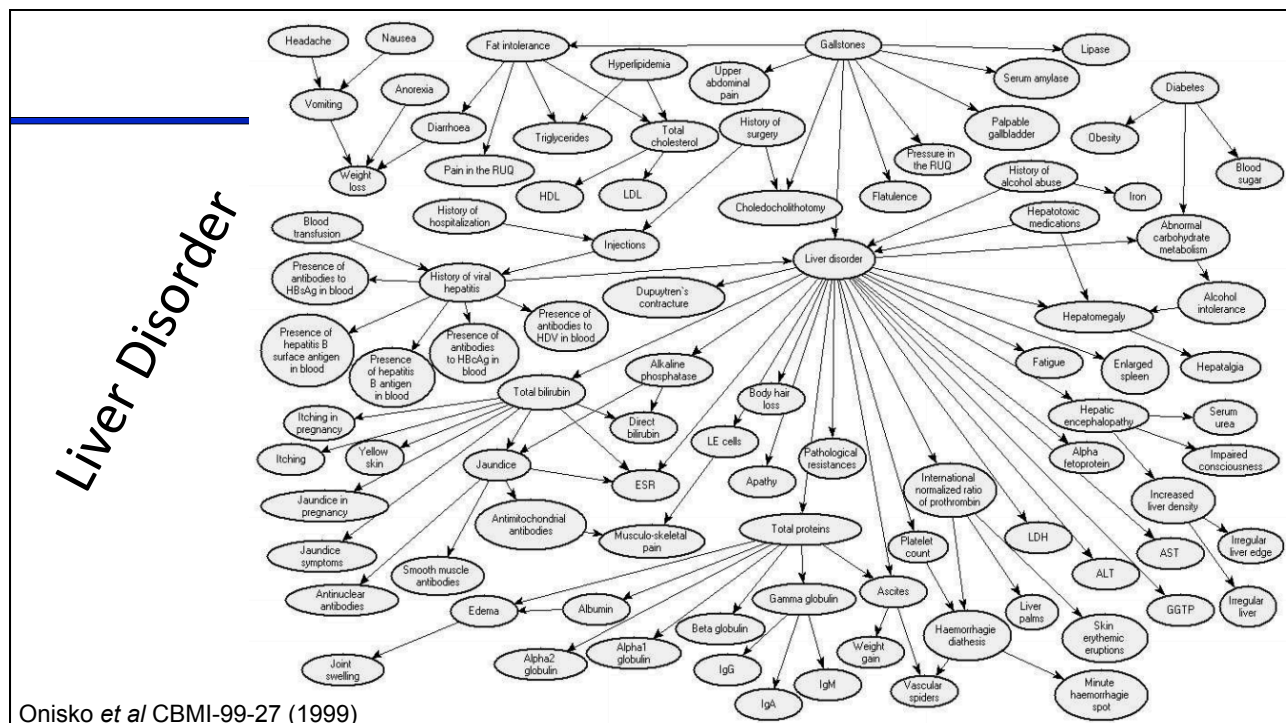 Liver Disorder
Headache
Nausea
Fat intolerance
Gallstones
Lipase
Hyperlipidemia
Upper
abdominal
pain
Serum amylase
Diabetes
Vomiting
Anorexia
Diarrhoea
Triglycerides
Total
cholesterol
History of
surgery
Palpable
gallbladder
Obesity
Weight
loss
Pain in the RUQ
HDL
LDL
Pressure in
the RUQ
Flatulence
History of
alcohol abuse
Iron
Blood
sugar
Choledocholithotomy
Blood
transfusion
History of
hospitalization
Injections
Hepatotoxic
medications
Abnormal
carbohydrate
metabolism
Liver disorder
Presence of
antibodies to
HBsAg in blood
History of viral
hepatitis
Dupuytren's
contracture
Presence of
antibodies to
HDV in blood
Hepatomegaly
Alcohol
intolerance
Presence of
hepatitis B
surface antigen
in blood
Presence
of hepatitis
B antigen
in blood
Presence of
antibodies
to HBcAg in
blood
Alkaline
phosphatase
Fatigue
Enlarged
spleen
Hepatalgia
Total bilirubin
Body hair
loss
Itching in
pregnancy
Direct
bilirubin
Hepatic
encephalopathy
Serum
urea
Itching
Yellow
skin
LE cells
Pathological
resistances
Alpha
fetoprotein
Impaired
consciousness
Jaundice
ESR
Apathy
International
normalized ratio
of prothrombin
Jaundice in
pregnancy
Increased
liver density
Antimitochondrial
antibodies
Musculo-skeletal
pain
Total proteins
Platelet
count
LDH
AST
Irregular
liver edge
Jaundice
symptoms
Smooth muscle
antibodies
ALT
Antinuclear
antibodies
Edema
Albumin
Gamma globulin
Ascites
Liver
palms
GGTP
Irregular
liver
Beta globulin
Haemorrhagie
diathesis
Skin
erythemic
eruptions
Joint
swelling
Alpha2
globulin
Alpha1
globulin
IgG
IgA
IgM
Weight
gain
Vascular
spiders
Minute
haemorrhagie
spot
Onisko et al CBMI-99-27 (1999)